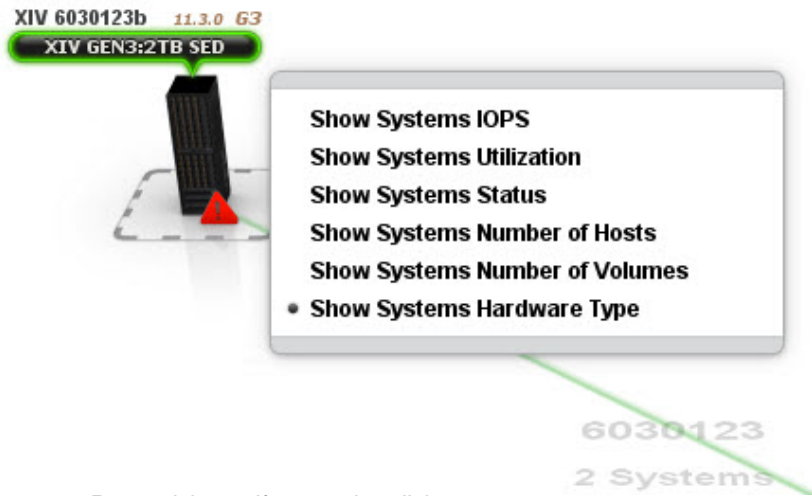 XIV 6030123b 11.3.0 G3
XIV GEN3:2TB SED
Show Systems IOPS
Show Systems Utilization
Show Systems Status
Show Systems Number of Hosts
Show Systems Number of Volumes
Show Systems Hardware Type
6030123
2 Systems